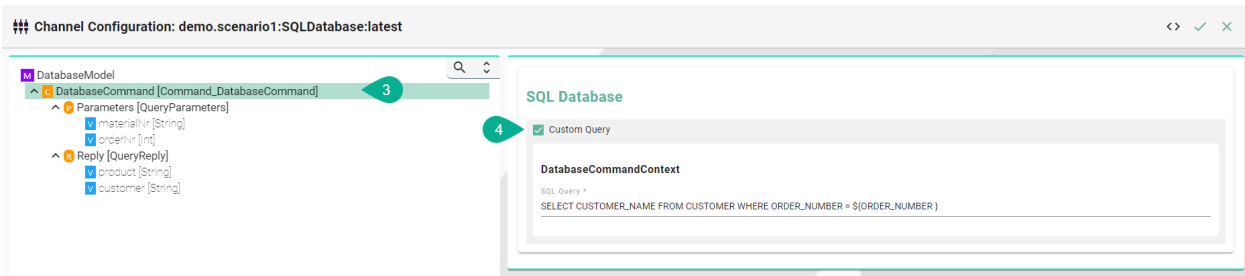 Channel Configuration: demo.scenario1:SQLDatabase:latest
M DatabaseModel
C DatabaseCommand [Command_DatabaseCommand]
3
P Parameters [QueryParameters]
V materialNr [String]
V orderNr [Int]
R Reply [QueryReply]
V product [String]
V customer [String]
SQL Database
4
Custom Query
DatabaseCommandContext
SQL Query *
SELECT CUSTOMER_NAME FROM CUSTOMER WHERE ORDER_NUMBER = ${ORDER_NUMBER }